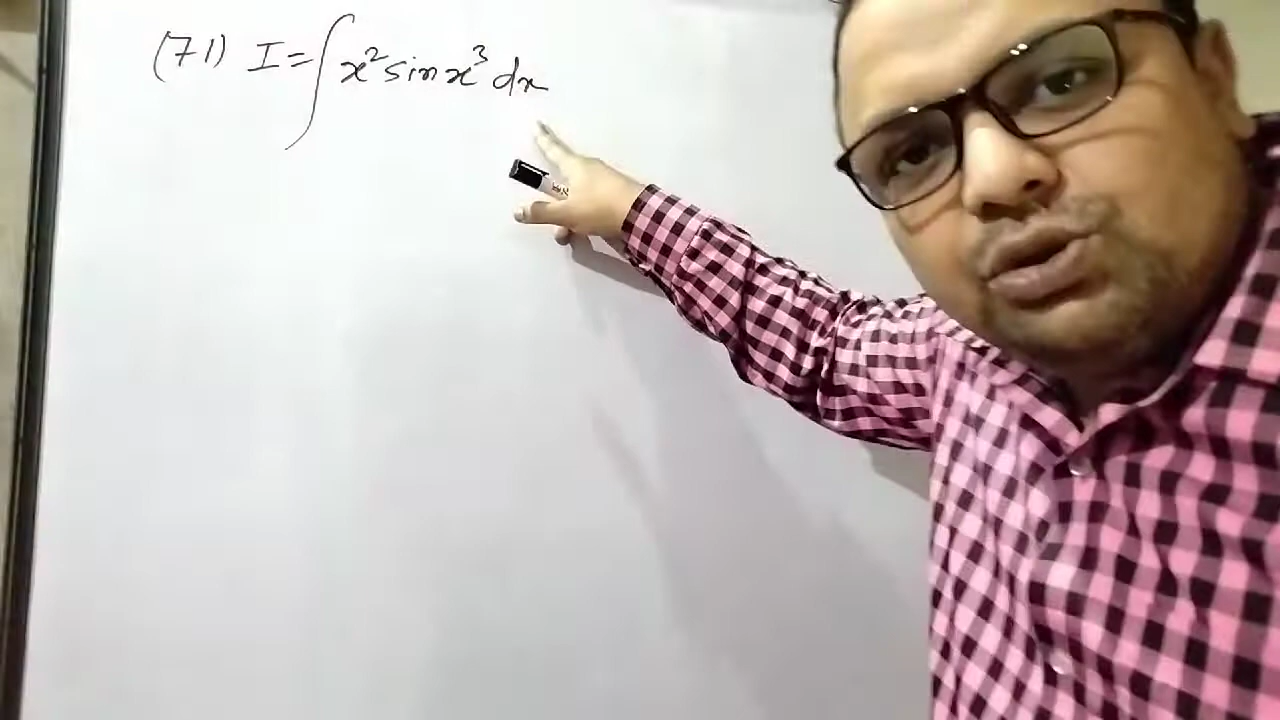 (71) I = ∫ x² sin x³ dx